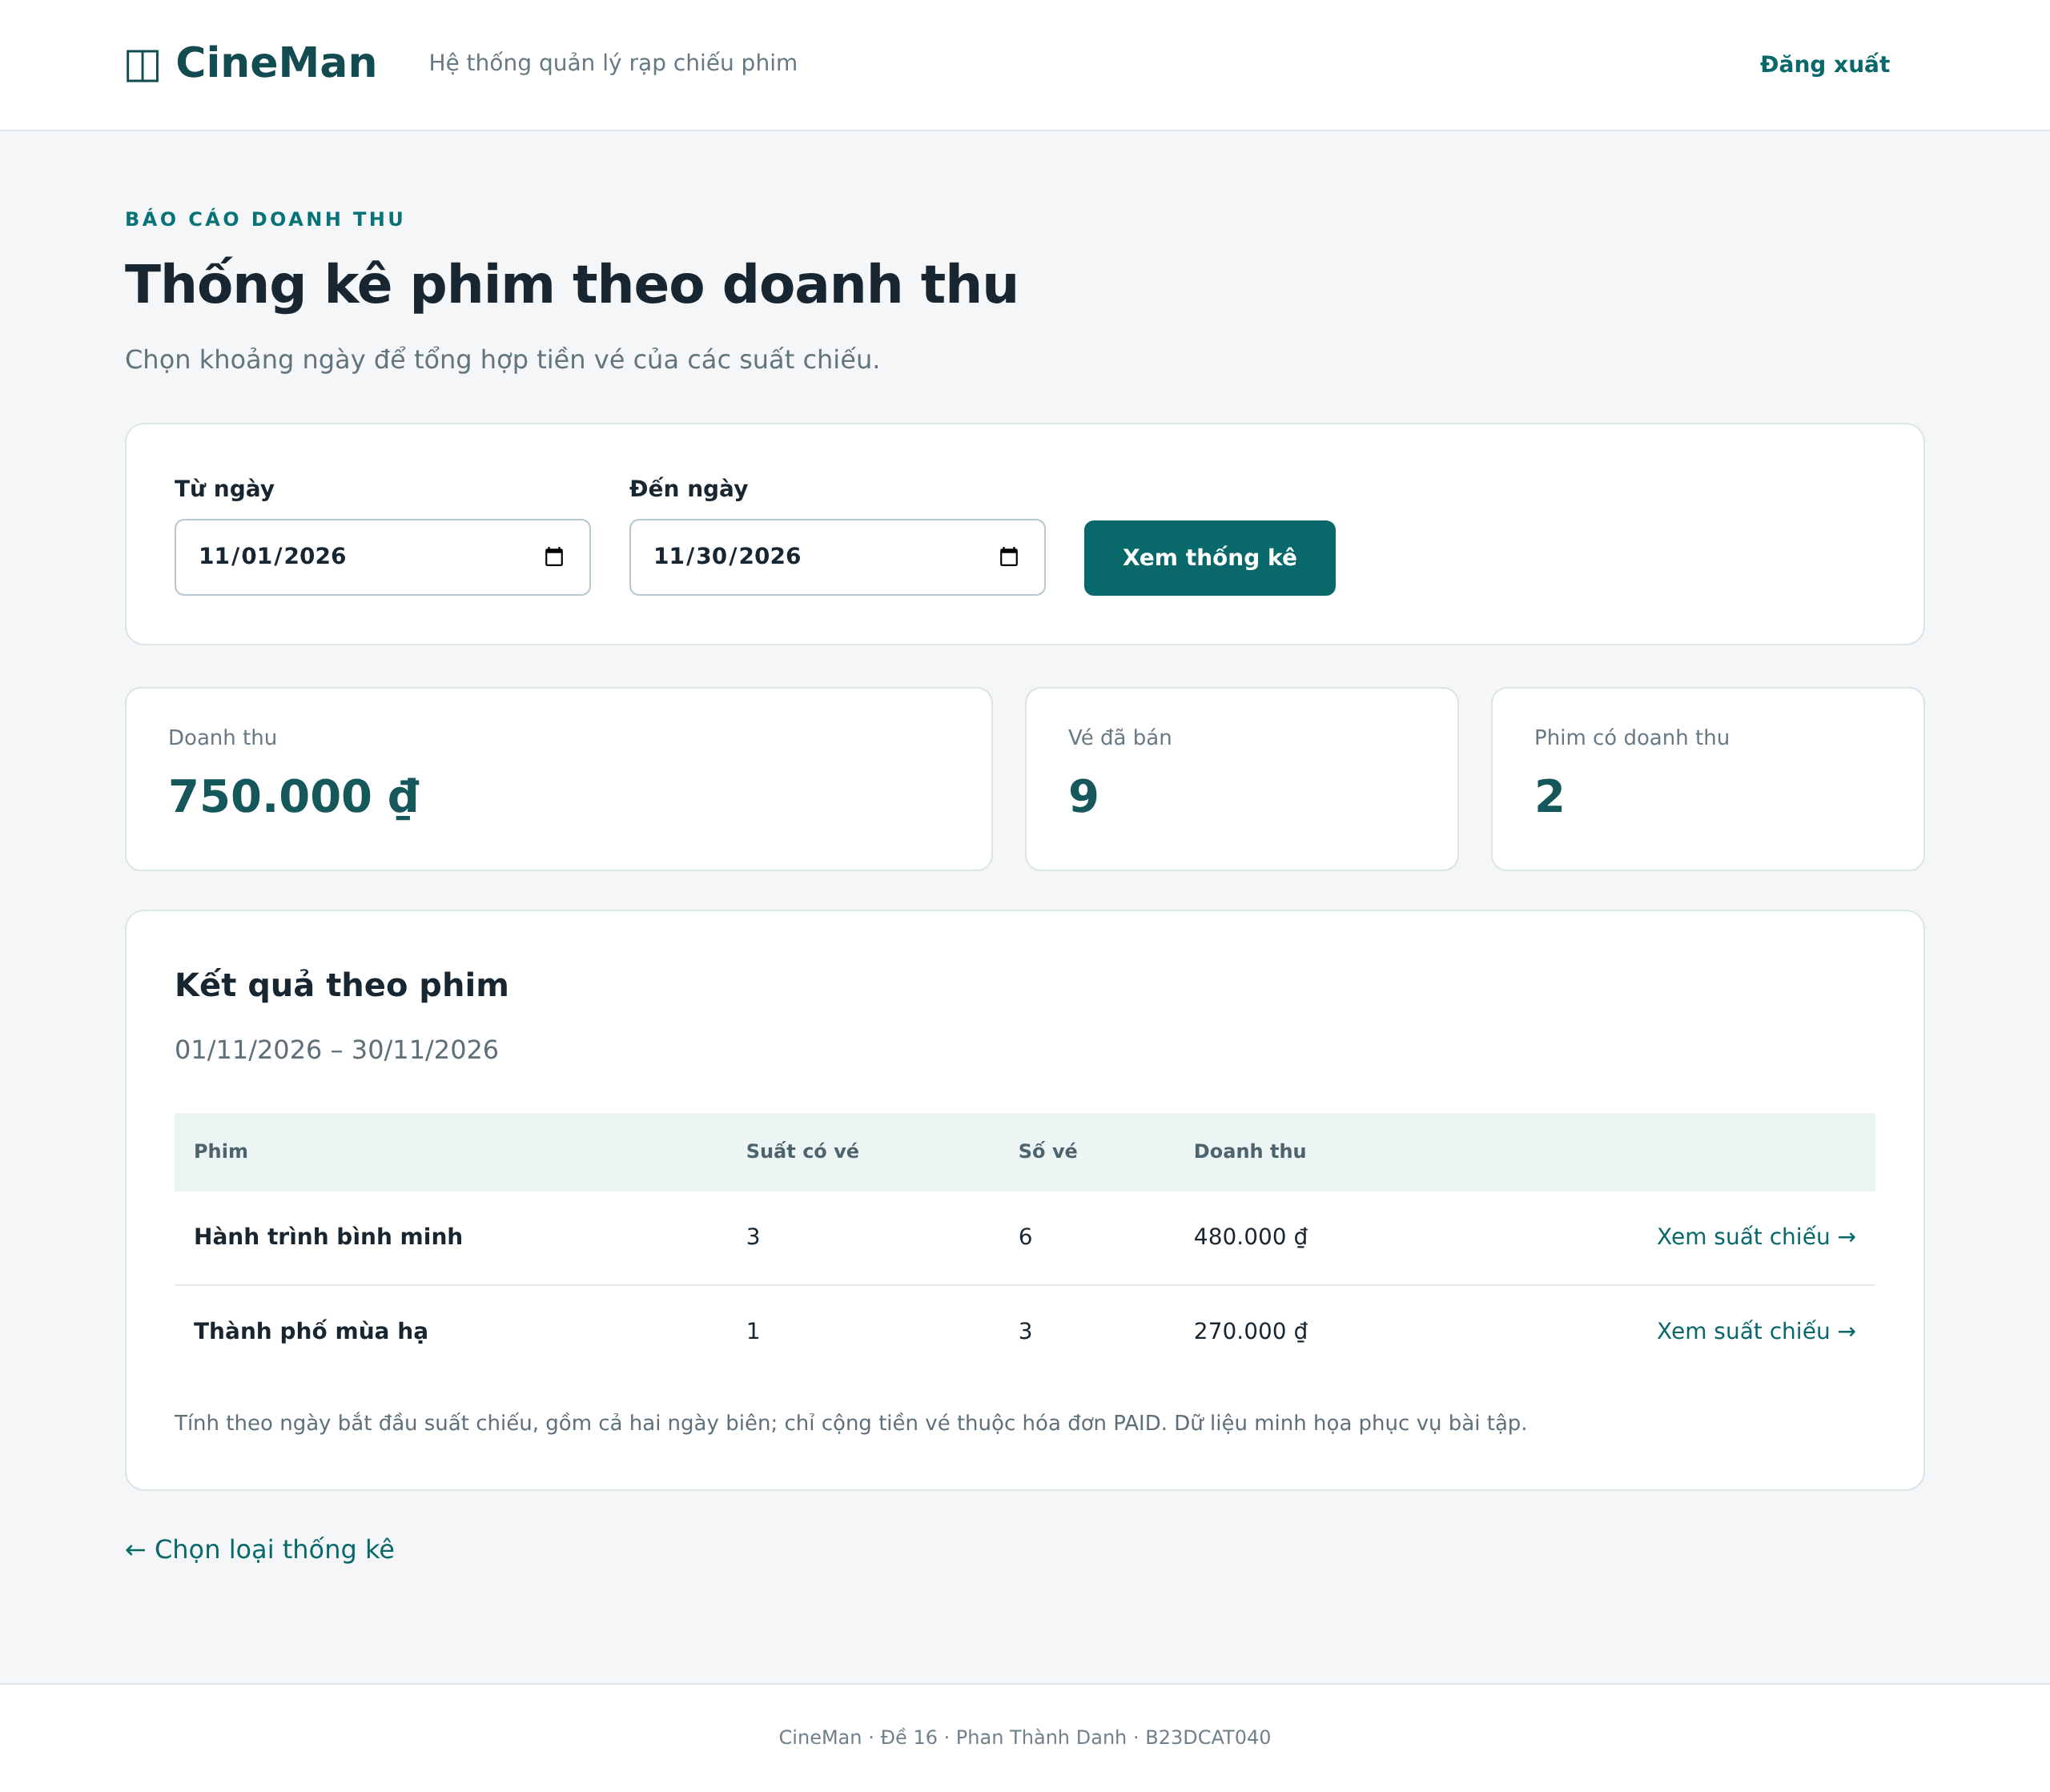 CineMan Hệ thống quản lý rạp chiếu phim Đăng xuất
BÁO CÁO DOANH THU
Thống kê phim theo doanh thu
Chọn khoảng ngày để tổng hợp tiền vé của các suất chiếu.
Từ ngày Đến ngày
11/01/2026 11/30/2026 Xem thống kê
Doanh thu Vé đã bán Phim có doanh thu
750.000 ₫ 9 2
Kết quả theo phim
01/11/2026 – 30/11/2026
Phim Suất có vé Số vé Doanh thu
Hành trình bình minh 3 6 480.000 ₫ Xem suất chiếu →
Thành phố mùa hạ 1 3 270.000 ₫ Xem suất chiếu →
Tính theo ngày bắt đầu suất chiếu, gồm cả hai ngày biên; chỉ cộng tiền vé thuộc hóa đơn PAID. Dữ liệu minh họa phục vụ bài tập.
← Chọn loại thống kê
CineMan · Đề 16 · Phan Thành Danh · B23DCAT040